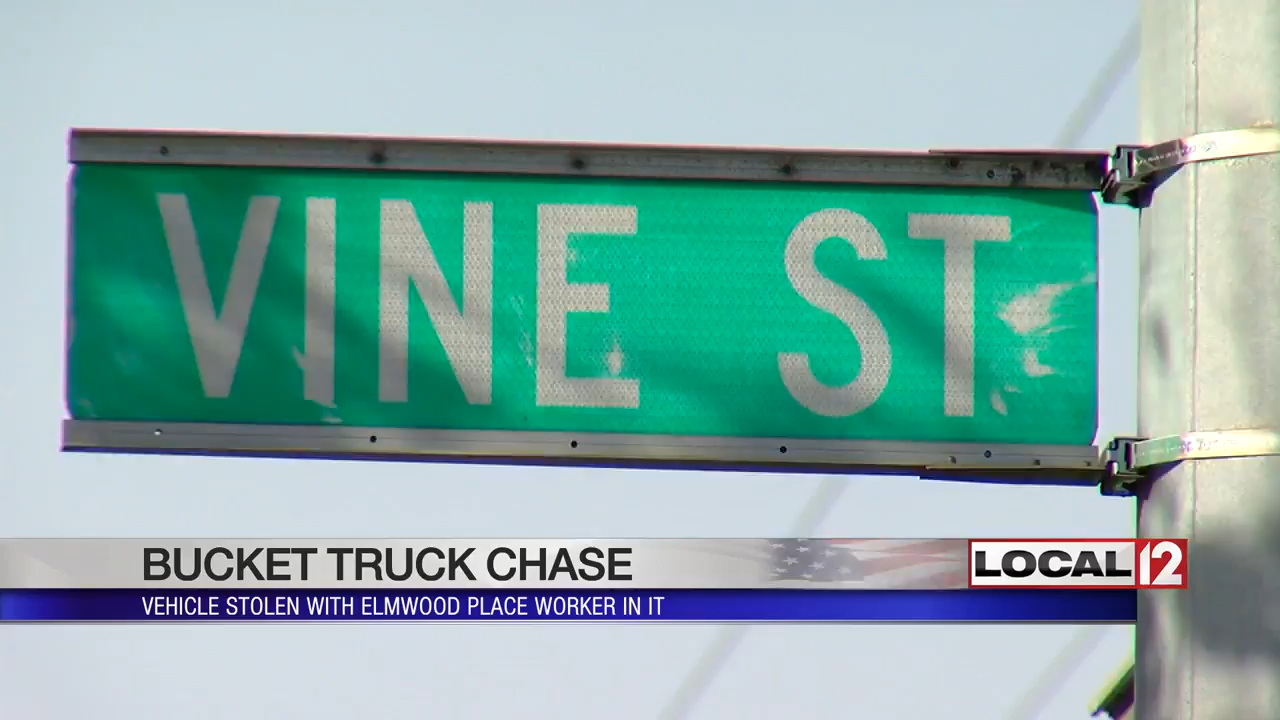 VINE ST
BUCKET TRUCK CHASE
LOCAL 12
VEHICLE STOLEN WITH ELMWOOD PLACE WORKER IN IT